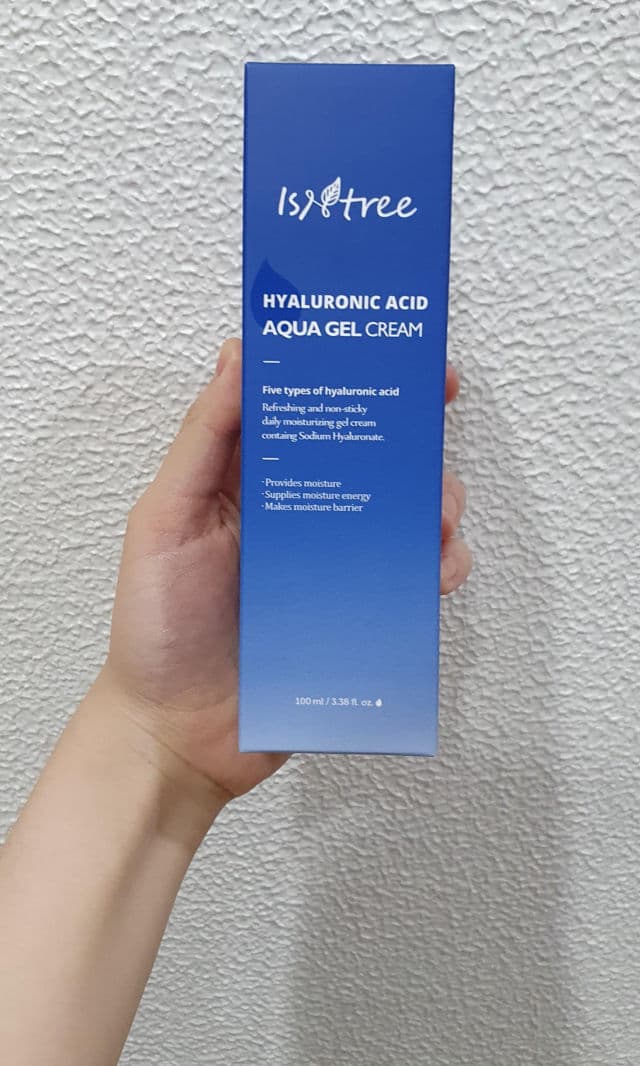 Isntree
HYALURONIC ACID
AQUA GEL CREAM
Five types of hyaluronic acid
Refreshing and non-sticky
daily moisturizing gel cream
containg Sodium Hyaluronate.
·Provides moisture
·Supplies moisture energy
·Makes moisture barrier
100 ml / 3.38 fl. oz.